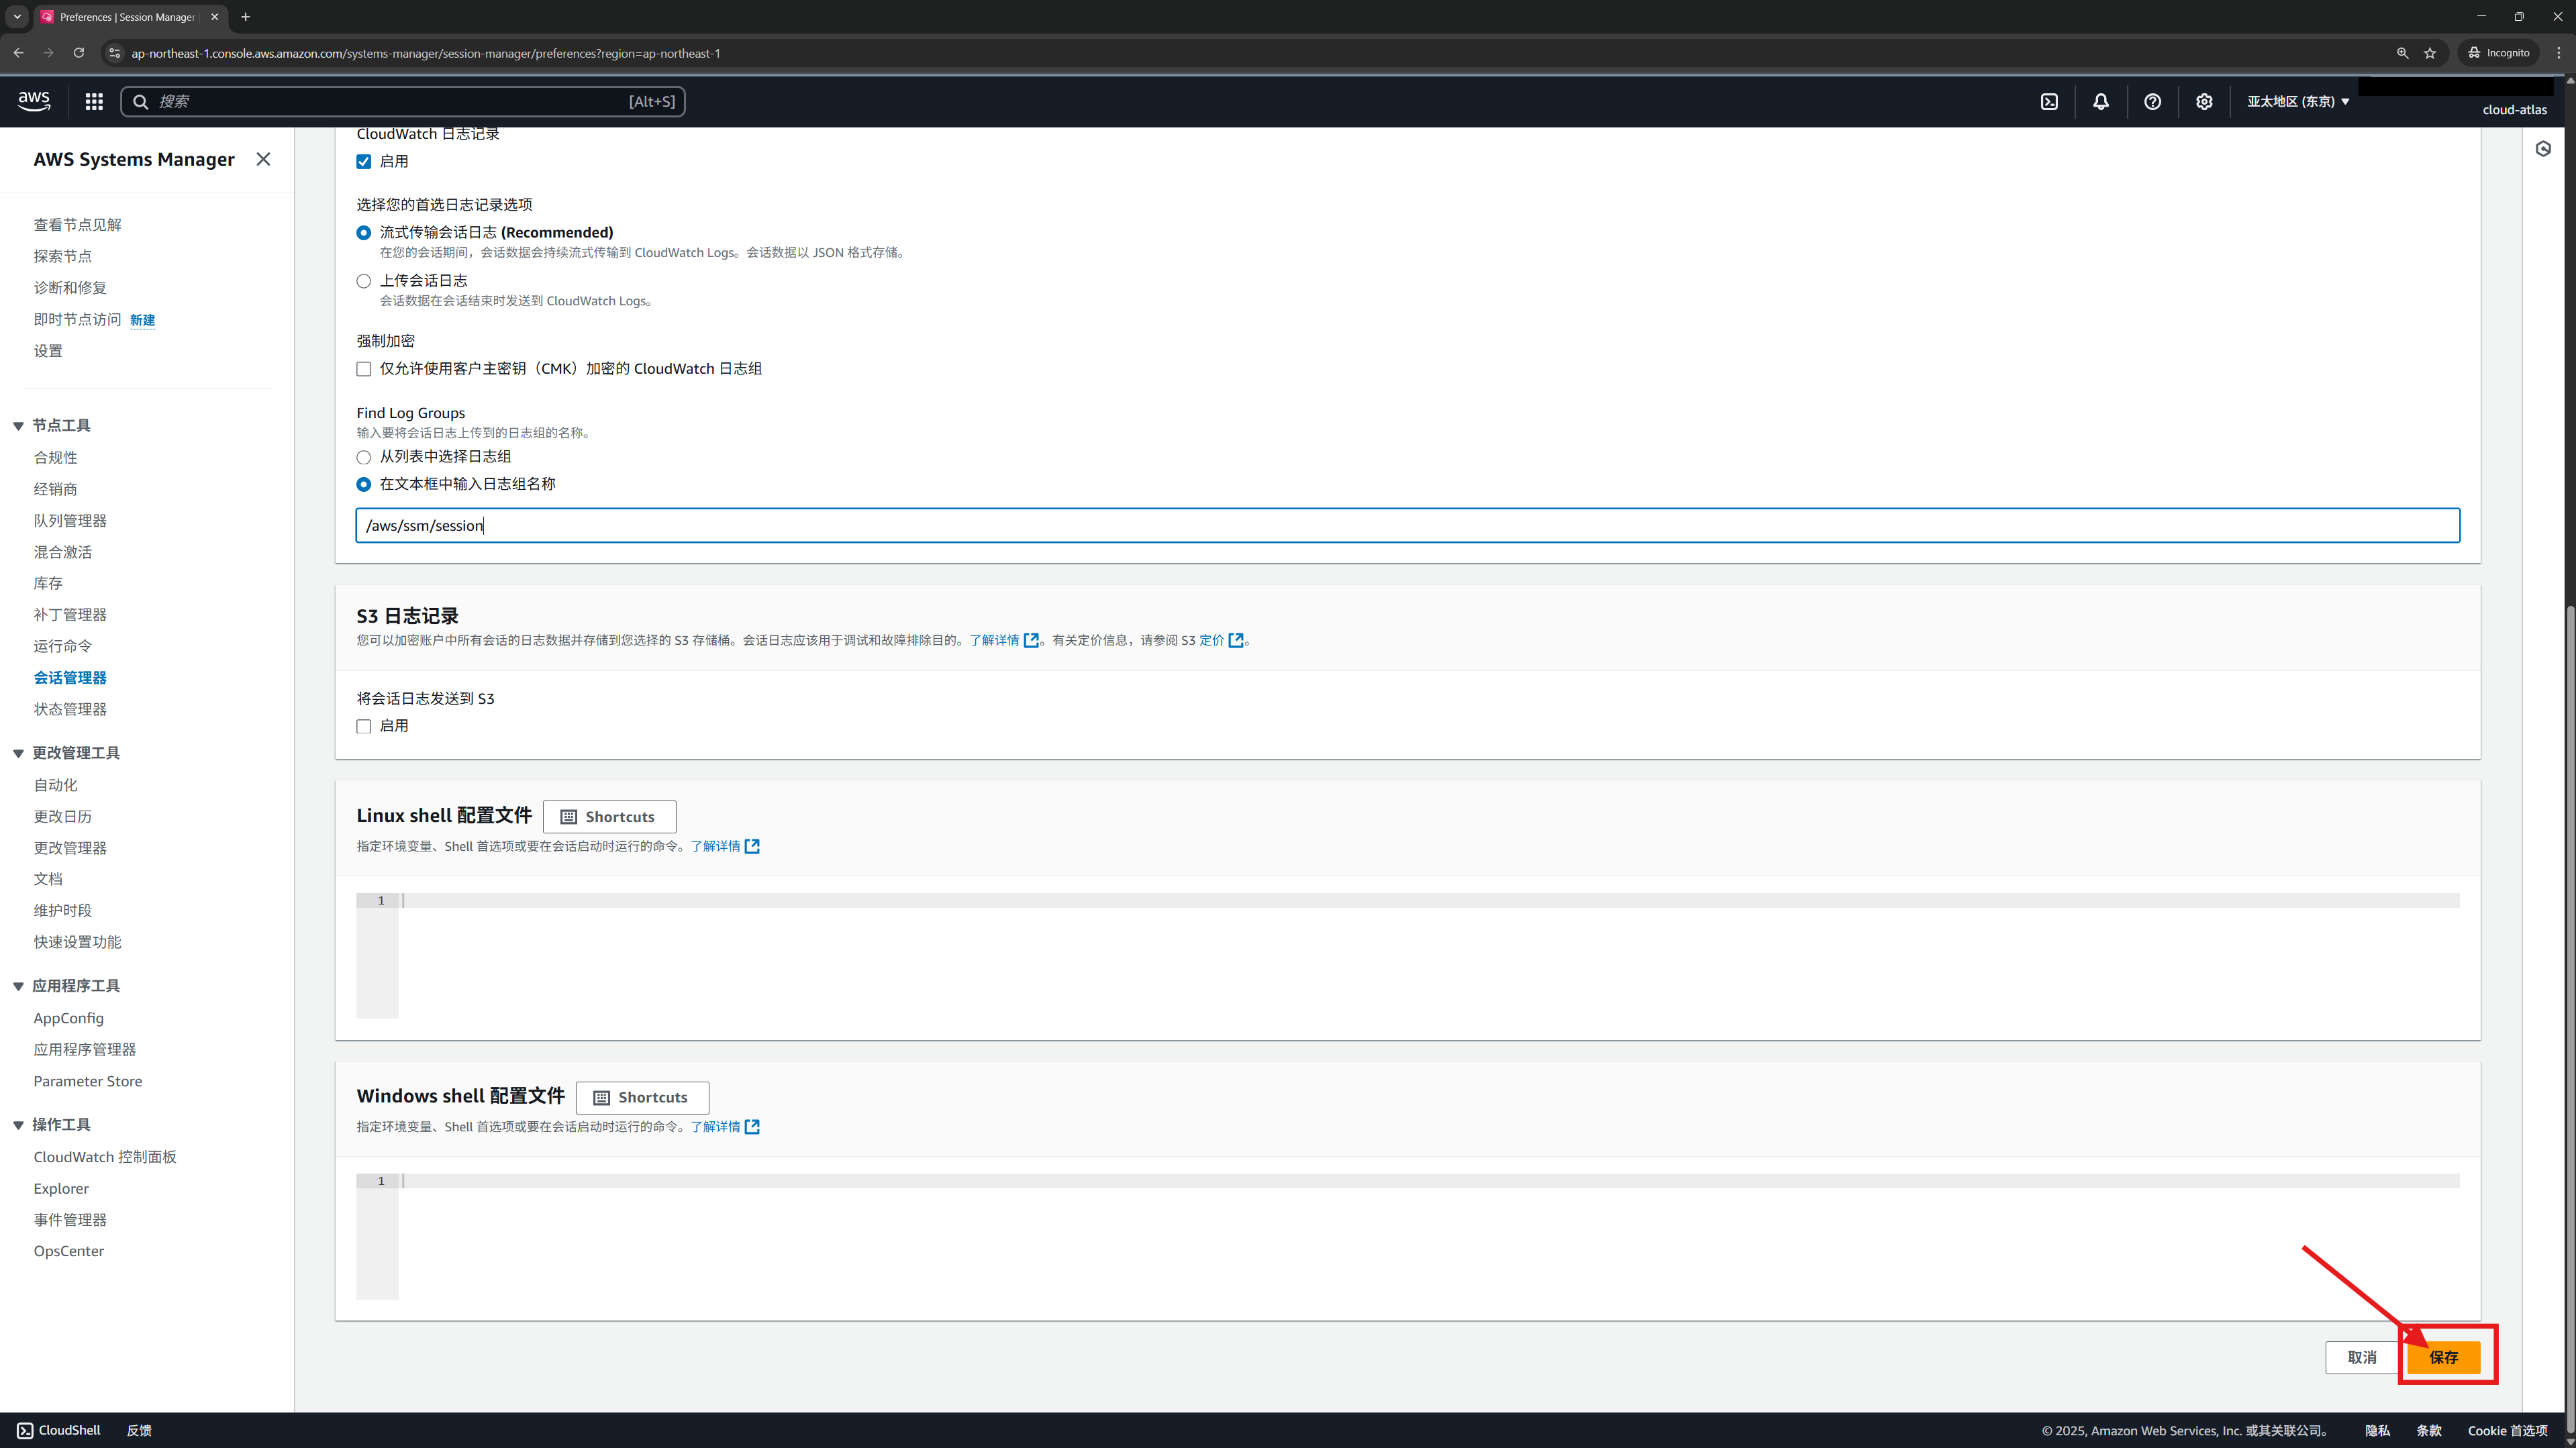 Preferences | Session Manager
ap-northeast-1.console.aws.amazon.com/systems-manager/session-manager/preferences?region=ap-northeast-1
Incognito
aws
搜索
[Alt+S]
亚太地区 (东京)
cloud-atlas
AWS Systems Manager
查看节点见解
探索节点
诊断和修复
即时节点访问 新建
设置
节点工具
合规性
经销商
队列管理器
混合激活
库存
补丁管理器
运行命令
会话管理器
状态管理器
更改管理工具
自动化
更改日历
更改管理器
文档
维护时段
快速设置功能
应用程序工具
AppConfig
应用程序管理器
Parameter Store
操作工具
CloudWatch 控制面板
Explorer
事件管理器
OpsCenter
CloudWatch 日志记录
启用
选择您的首选日志记录选项
流式传输会话日志 (Recommended)
在您的会话期间，会话数据会持续流式传输到 CloudWatch Logs。会话数据以 JSON 格式存储。
上传会话日志
会话数据在会话结束时发送到 CloudWatch Logs。
强制加密
仅允许使用客户主密钥（CMK）加密的 CloudWatch 日志组
Find Log Groups
输入要将会话日志上传到的日志组的名称。
从列表中选择日志组
在文本框中输入日志组名称
/aws/ssm/session
S3 日志记录
您可以加密账户中所有会话的日志数据并存储到您选择的 S3 存储桶。会话日志应该用于调试和故障排除目的。了解详情。有关定价信息，请参阅 S3 定价。
将会话日志发送到 S3
启用
Linux shell 配置文件
Shortcuts
指定环境变量、Shell 首选项或要在会话启动时运行的命令。了解详情
1
Windows shell 配置文件
Shortcuts
指定环境变量、Shell 首选项或要在会话启动时运行的命令。了解详情
1
取消
保存
CloudShell
反馈
© 2025, Amazon Web Services, Inc. 或其关联公司。
隐私
条款
Cookie 首选项